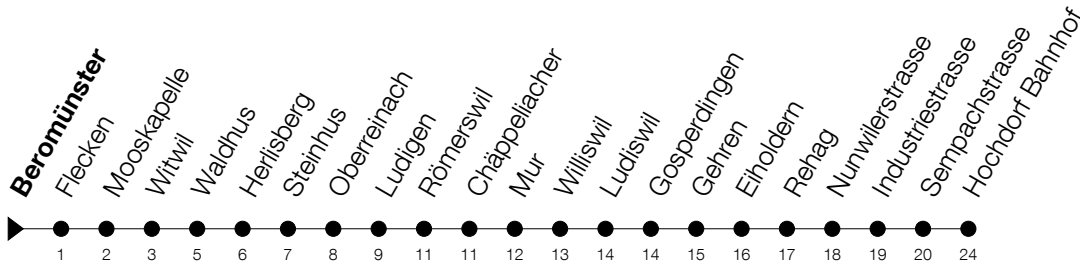 Beromünster
Flecken
Mooskapelle
Witwil
Waldhus
Herlisberg
Steinhus
Oberreinach
Ludigen
Römerswil
Chäppeliacher
Mur
Williswil
Ludiswil
Gosperdingen
Gehren
Eiholdern
Rehag
Nunwilerstrasse
Industriestrasse
Sempachstrasse
Hochdorf Bahnhof
1 2 3 5 6 7 8 9 11 11 12 13 14 14 15 16 17 18 19 20 24